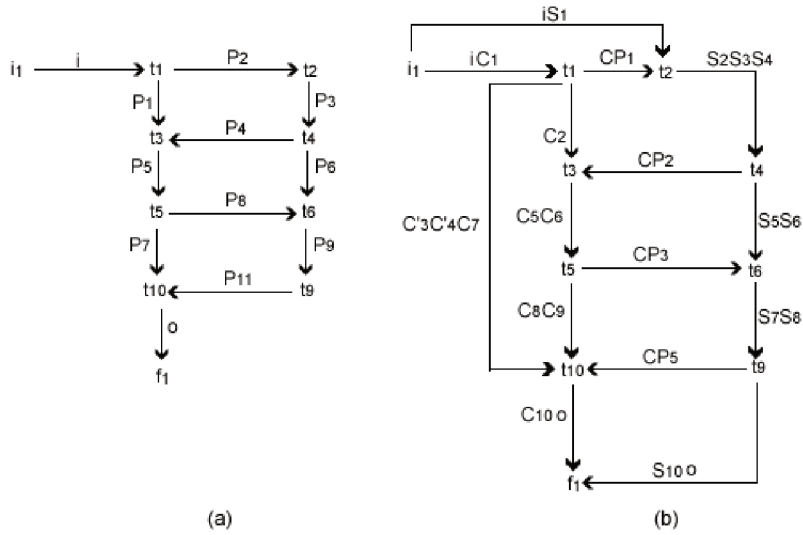 iS1
i1 i t1 P2 t2
i1 iC1 t1 CP1 t2 S2S3S4
P1 P3
t3 P4 t4
C2
P5 P6
t3 CP2 t4
t5 P8 t6
C'3C'4C7 C5C6 S5S6
P7 P9
t5 CP3 t6
t10 P11 t9
C8C9 S7S8
o
t10 CP5 t9
f1
C10 o
f1 S10 o
(a) (b)